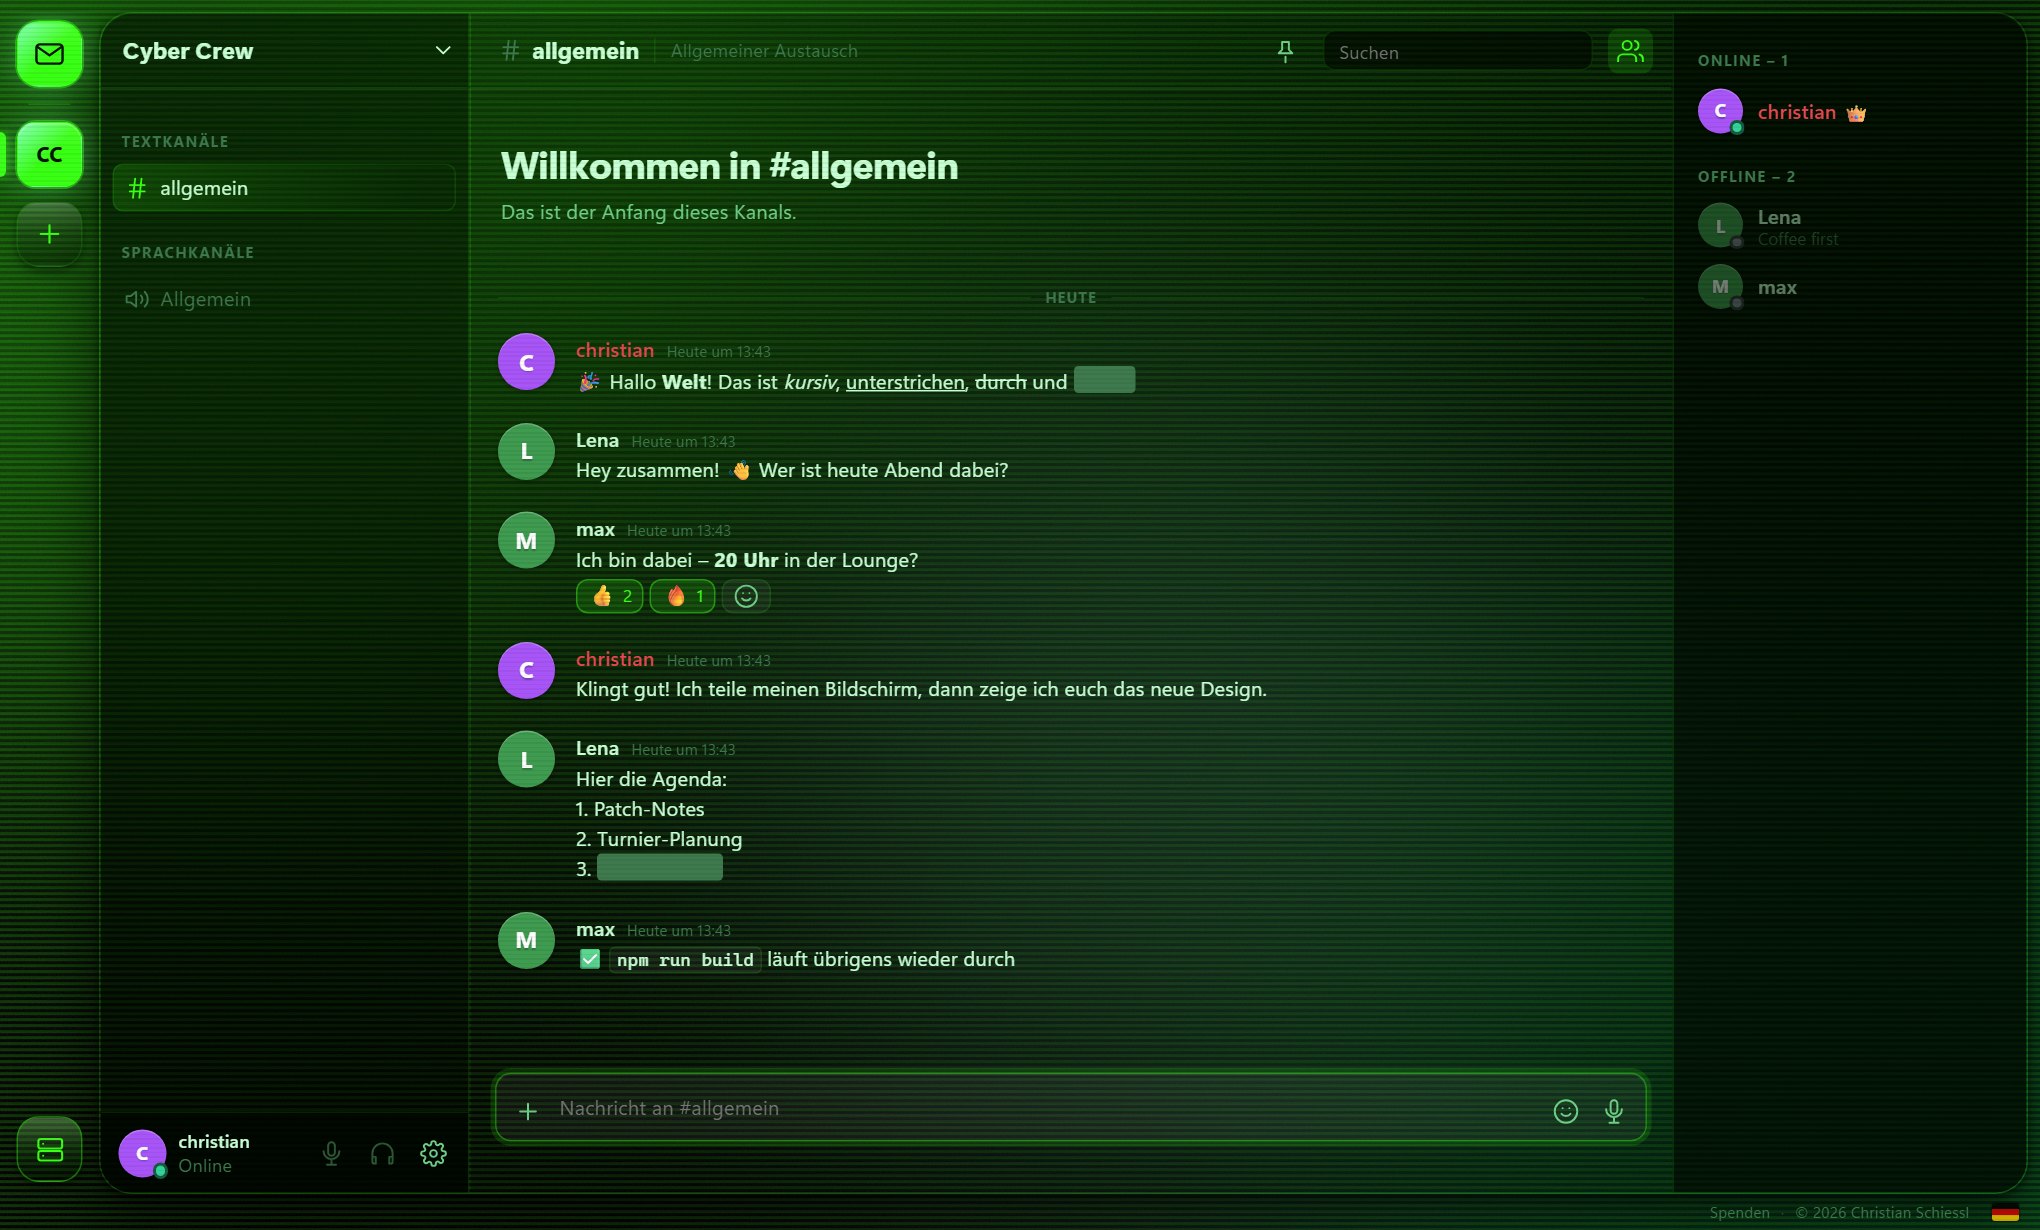 Cyber Crew
TEXTKANÄLE
# allgemein
SPRACHKANÄLE
Allgemein
christian
Online
# allgemein
Allgemeiner Austausch
Suchen
Willkommen in #allgemein
Das ist der Anfang dieses Kanals.
HEUTE
C
christian Heute um 13:43
🎉 Hallo Welt! Das ist kursiv, unterstrichen, durch und
L
Lena Heute um 13:43
Hey zusammen! 👋 Wer ist heute Abend dabei?
M
max Heute um 13:43
Ich bin dabei – 20 Uhr in der Lounge?
👍 2 🔥 1
C
christian Heute um 13:43
Klingt gut! Ich teile meinen Bildschirm, dann zeige ich euch das neue Design.
L
Lena Heute um 13:43
Hier die Agenda:
1. Patch-Notes
2. Turnier-Planung
3.
M
max Heute um 13:43
✅ npm run build läuft übrigens wieder durch
Nachricht an #allgemein
ONLINE – 1
C
christian 👑
OFFLINE – 2
L
Lena
Coffee first
M
max
CC
C
Spenden · © 2026 Christian Schiessl